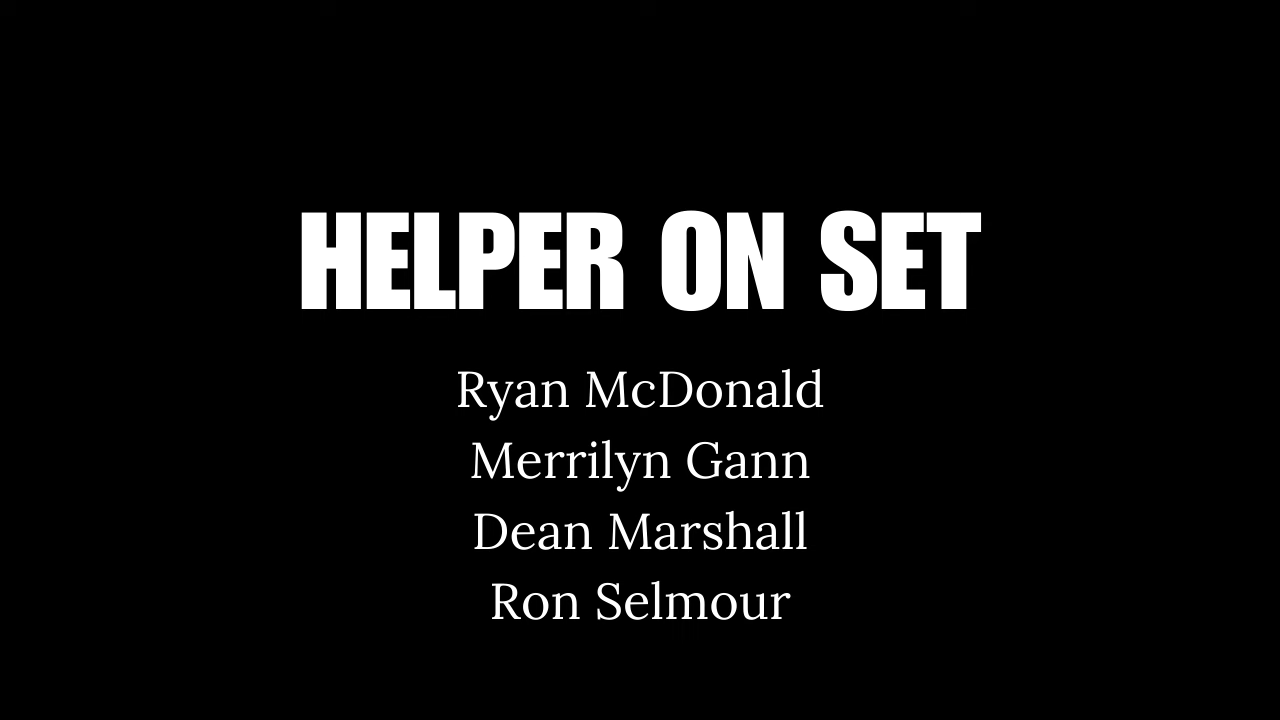 HELPER ON SET
Ryan McDonald
Merrilyn Gann
Dean Marshall
Ron Selmour